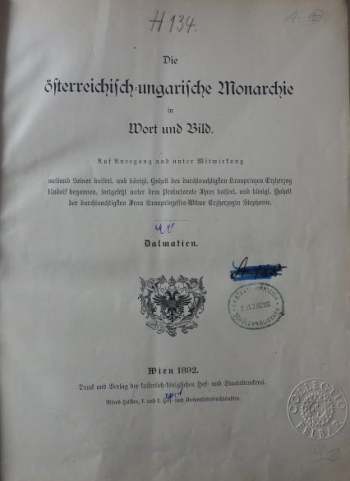 H 134.
Die
österreichisch-ungarische Monarchie
in
Wort und Bild.
Auf Anregung und unter Mitwirkung
weiland Seiner kaiserl. und königl. Hoheit des durchlauchtigsten Kronprinzen Erzherzog
Rudolf begonnen, fortgesetzt unter dem Protectorate Ihrer kaiserl. und königl. Hoheit
der durchlauchtigsten Frau Kronprinzessin-Witwe Erzherzogin Stephanie.
Dalmatien.
Wien 1892.
Druck und Verlag der kaiserlich-königlichen Hof- und Staatsdruckerei.
Alfred Hölder, k. und k. Hof- und Universitätsbuchhändler.
COLLECTIO